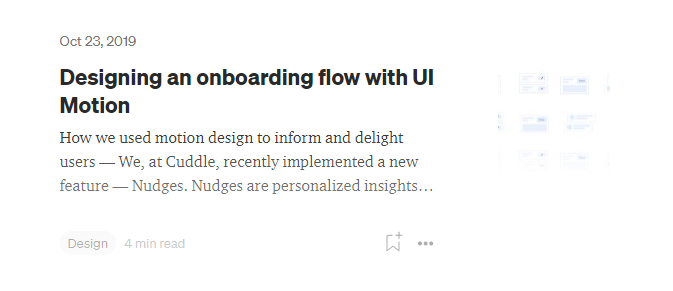 Oct 23, 2019
Designing an onboarding flow with UI
Motion
How we used motion design to inform and delight
users — We, at Cuddle, recently implemented a new
feature — Nudges. Nudges are personalized insights…
Design 4 min read